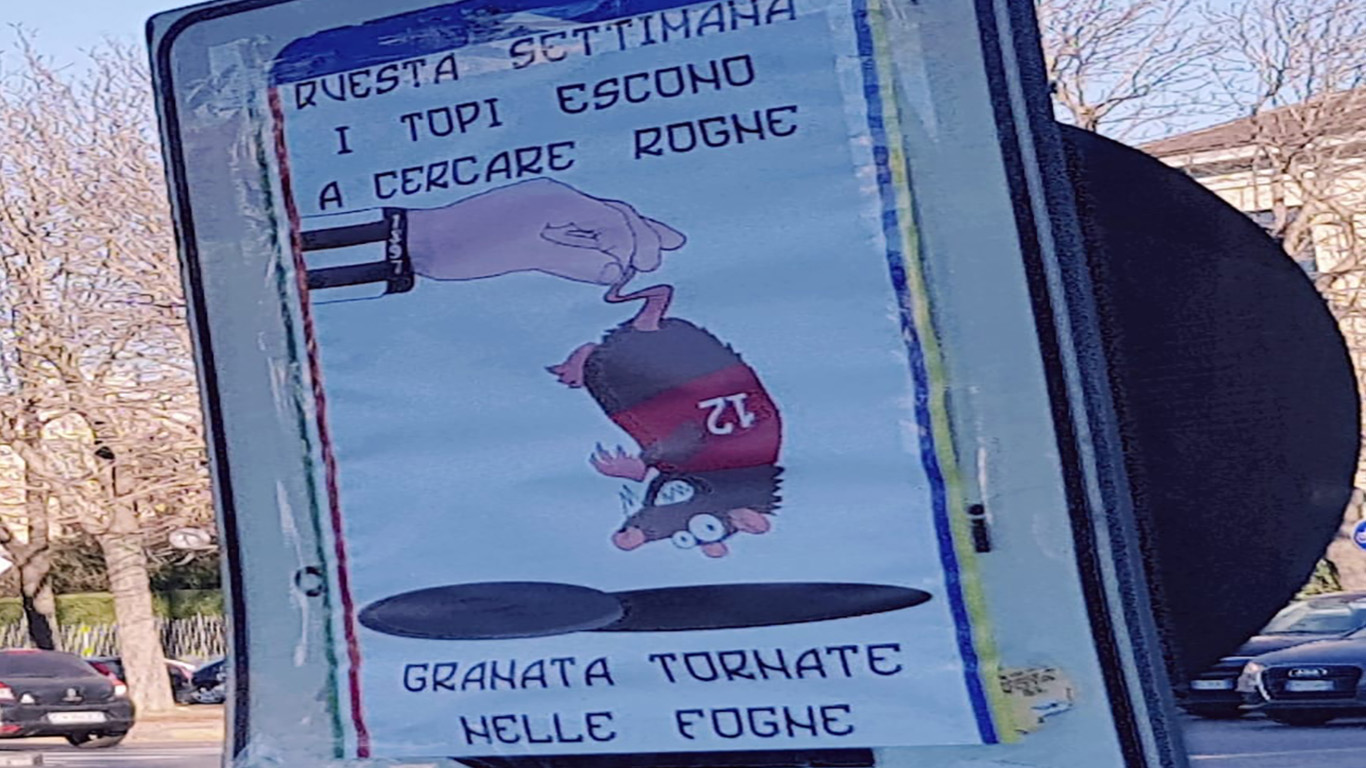 QUESTA SETTIMANA
I TOPI ESCONO
A CERCARE ROGNE
12
GRANATA TORNATE
NELLE FOGNE